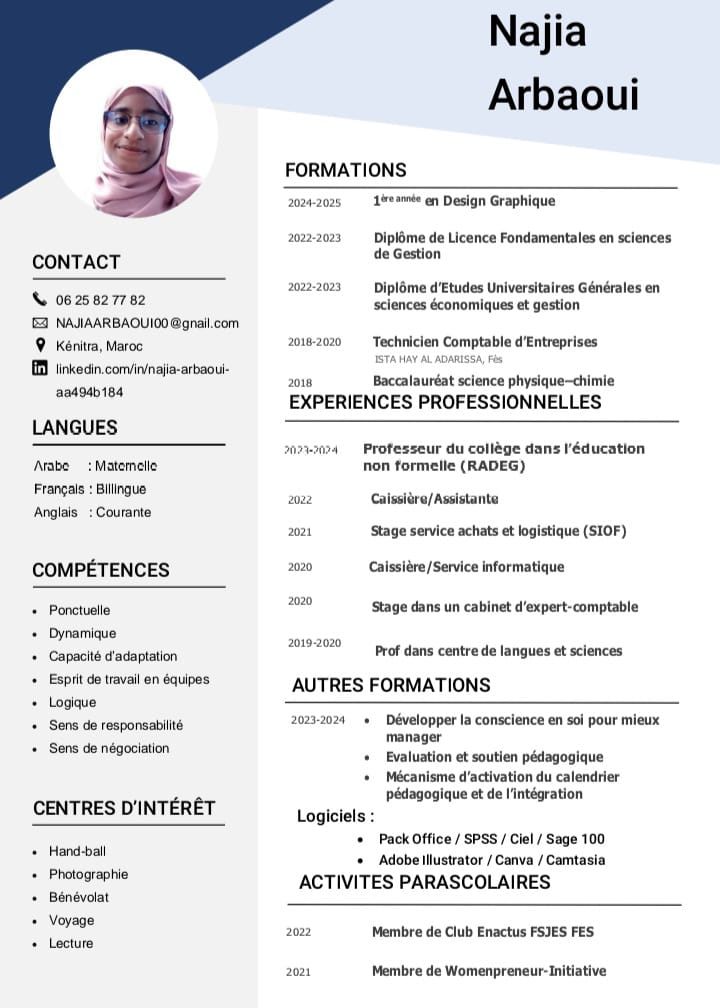 Najia
Arbaoui
CONTACT
06 25 82 77 82
NAJIAARBAOUI00@gnail.com
Kénitra, Maroc
linkedin.com/in/najia-arbaoui-
aa494b184
LANGUES
Arabe : Maternelle
Français : Billingue
Anglais : Courante
COMPÉTENCES
• Ponctuelle
• Dynamique
• Capacité d'adaptation
• Esprit de travail en équipes
• Logique
• Sens de responsabilité
• Sens de négociation
CENTRES D'INTÉRÊT
• Hand-ball
• Photographie
• Bénévolat
• Voyage
• Lecture
FORMATIONS
2024-2025 1ère année en Design Graphique
2022-2023 Diplôme de Licence Fondamentales en sciences
de Gestion
2022-2023 Diplôme d'Etudes Universitaires Générales en
sciences économiques et gestion
2018-2020 Technicien Comptable d'Entreprises
ISTA HAY AL ADARISSA, Fès
2018 Baccalauréat science physique–chimie
EXPERIENCES PROFESSIONNELLES
2023-2024 Professeur du collège dans l'éducation
non formelle (RADEG)
2022 Caissière/Assistante
2021 Stage service achats et logistique (SIOF)
2020 Caissière/Service informatique
2020 Stage dans un cabinet d'expert-comptable
2019-2020 Prof dans centre de langues et sciences
AUTRES FORMATIONS
2023-2024 • Développer la conscience en soi pour mieux
manager
• Evaluation et soutien pédagogique
• Mécanisme d'activation du calendrier
pédagogique et de l'intégration
Logiciels :
• Pack Office / SPSS / Ciel / Sage 100
• Adobe Illustrator / Canva / Camtasia
ACTIVITES PARASCOLAIRES
2022 Membre de Club Enactus FSJES FES
2021 Membre de Womenpreneur-Initiative